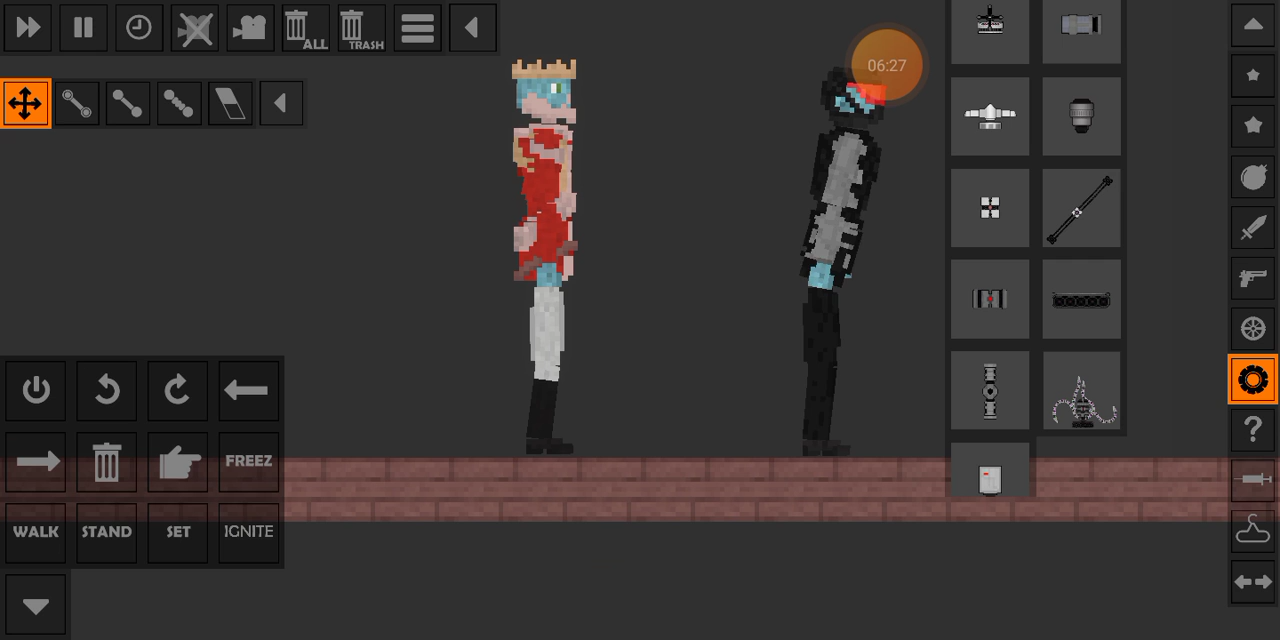 ALL
TRASH
06:27
FREEZ
WALK
STAND
SET
IGNITE
?